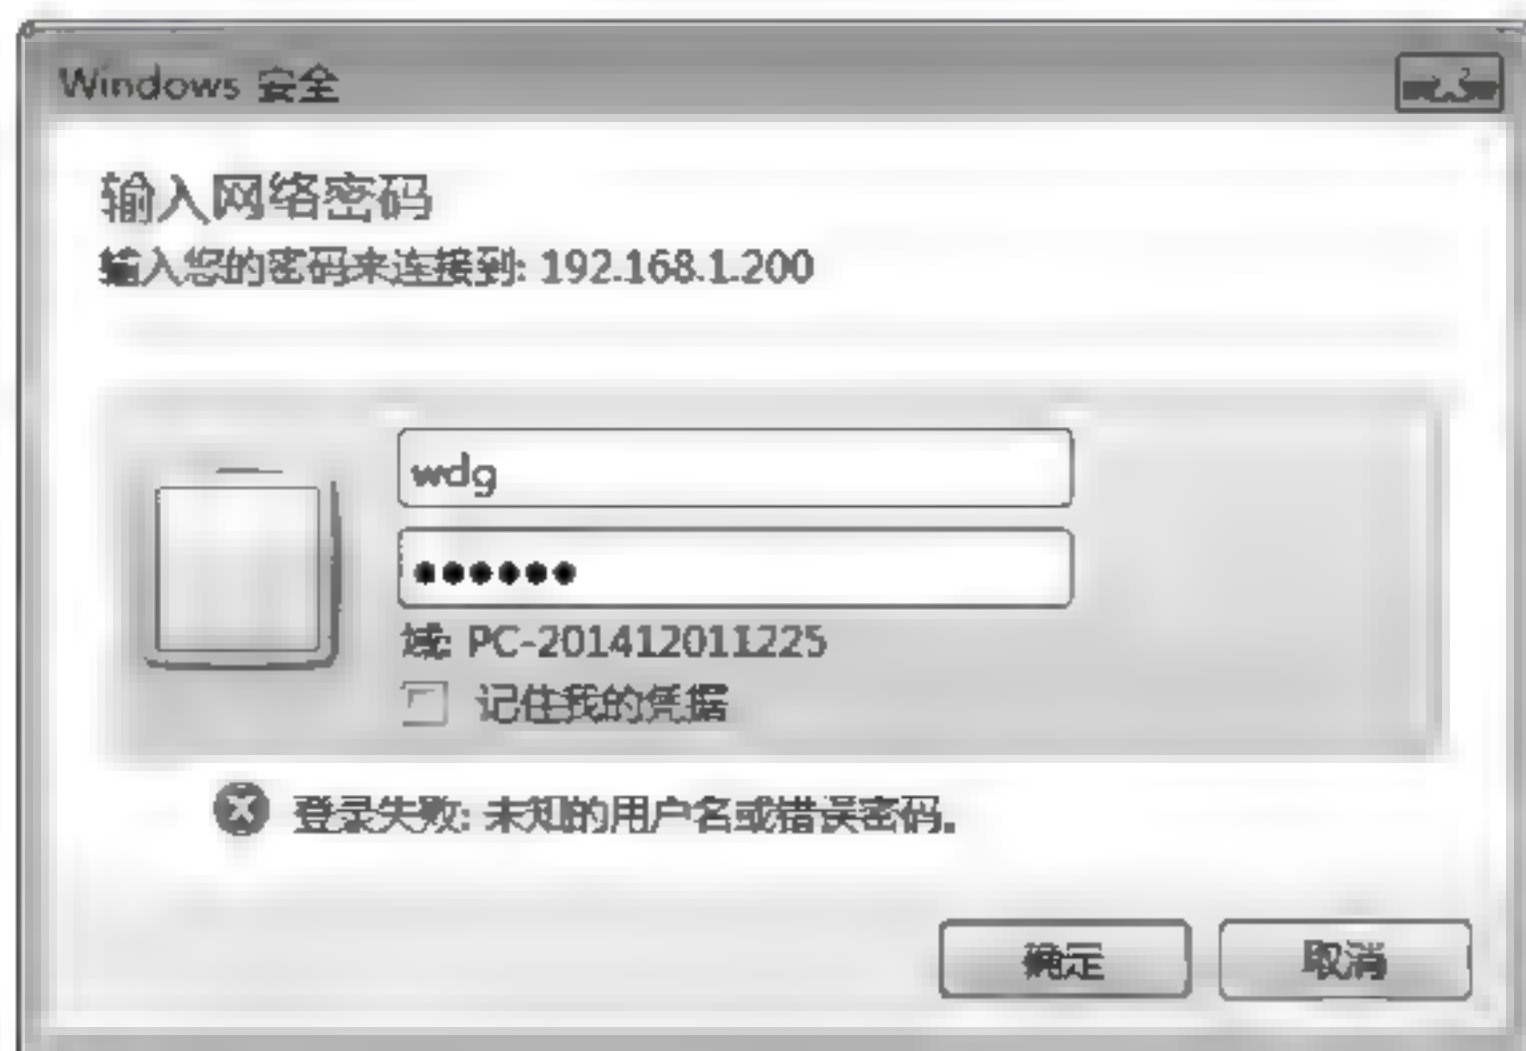 Windows 安全
输入网络密码
输入您的密码来连接到: 192.168.1.200
wdg
●●●●●●
域: PC-201412011225
记住我的凭据
登录失败: 未知的用户名或错误密码。
确定
取消